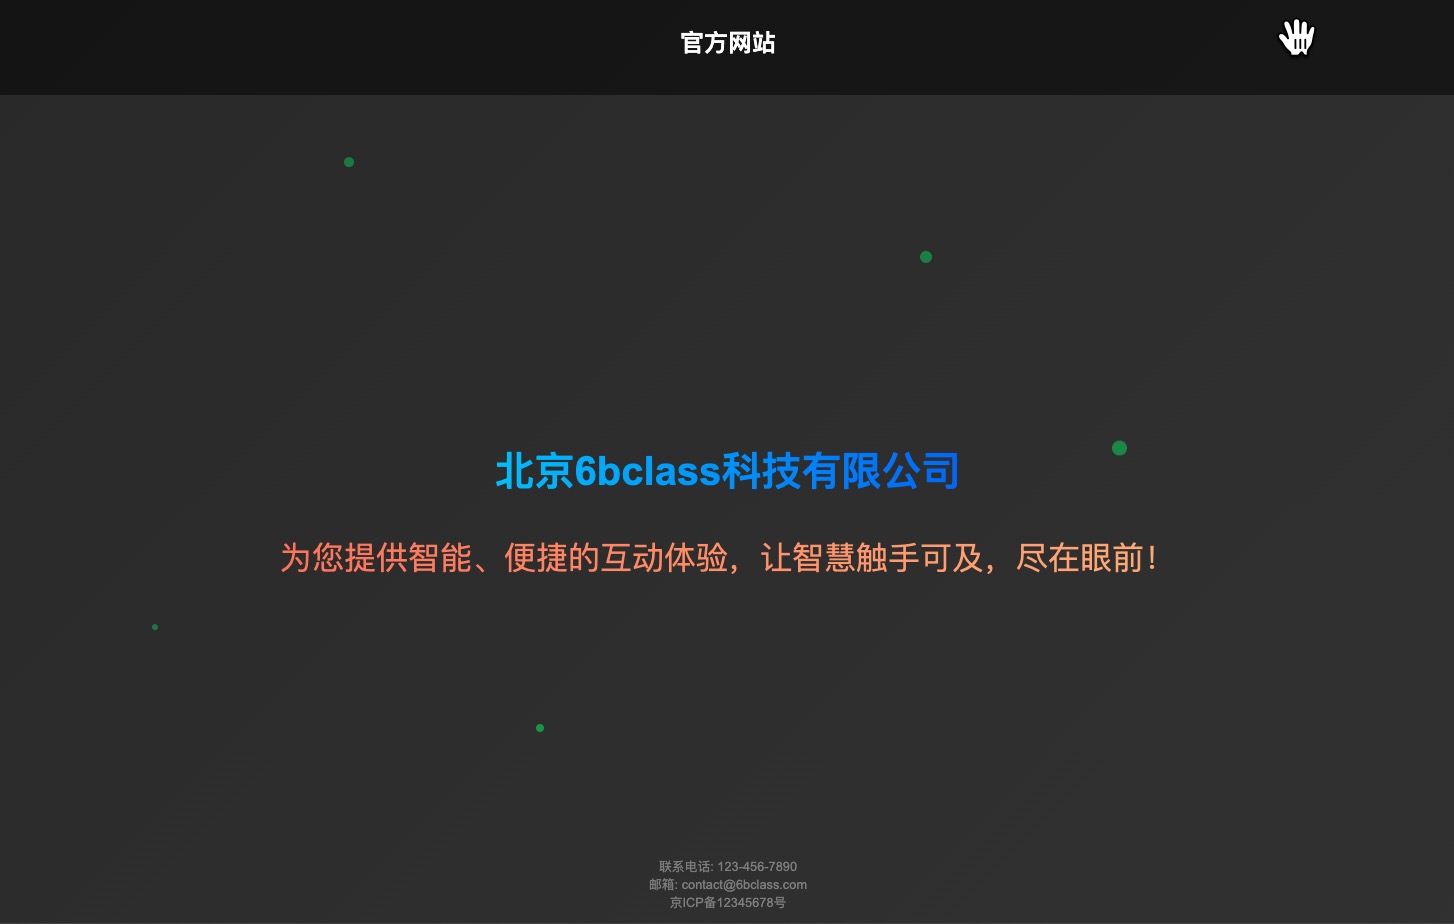 官方网站
北京6bclass科技有限公司
为您提供智能、便捷的互动体验，让智慧触手可及，尽在眼前！
联系电话: 123-456-7890
邮箱: contact@6bclass.com
京ICP备12345678号